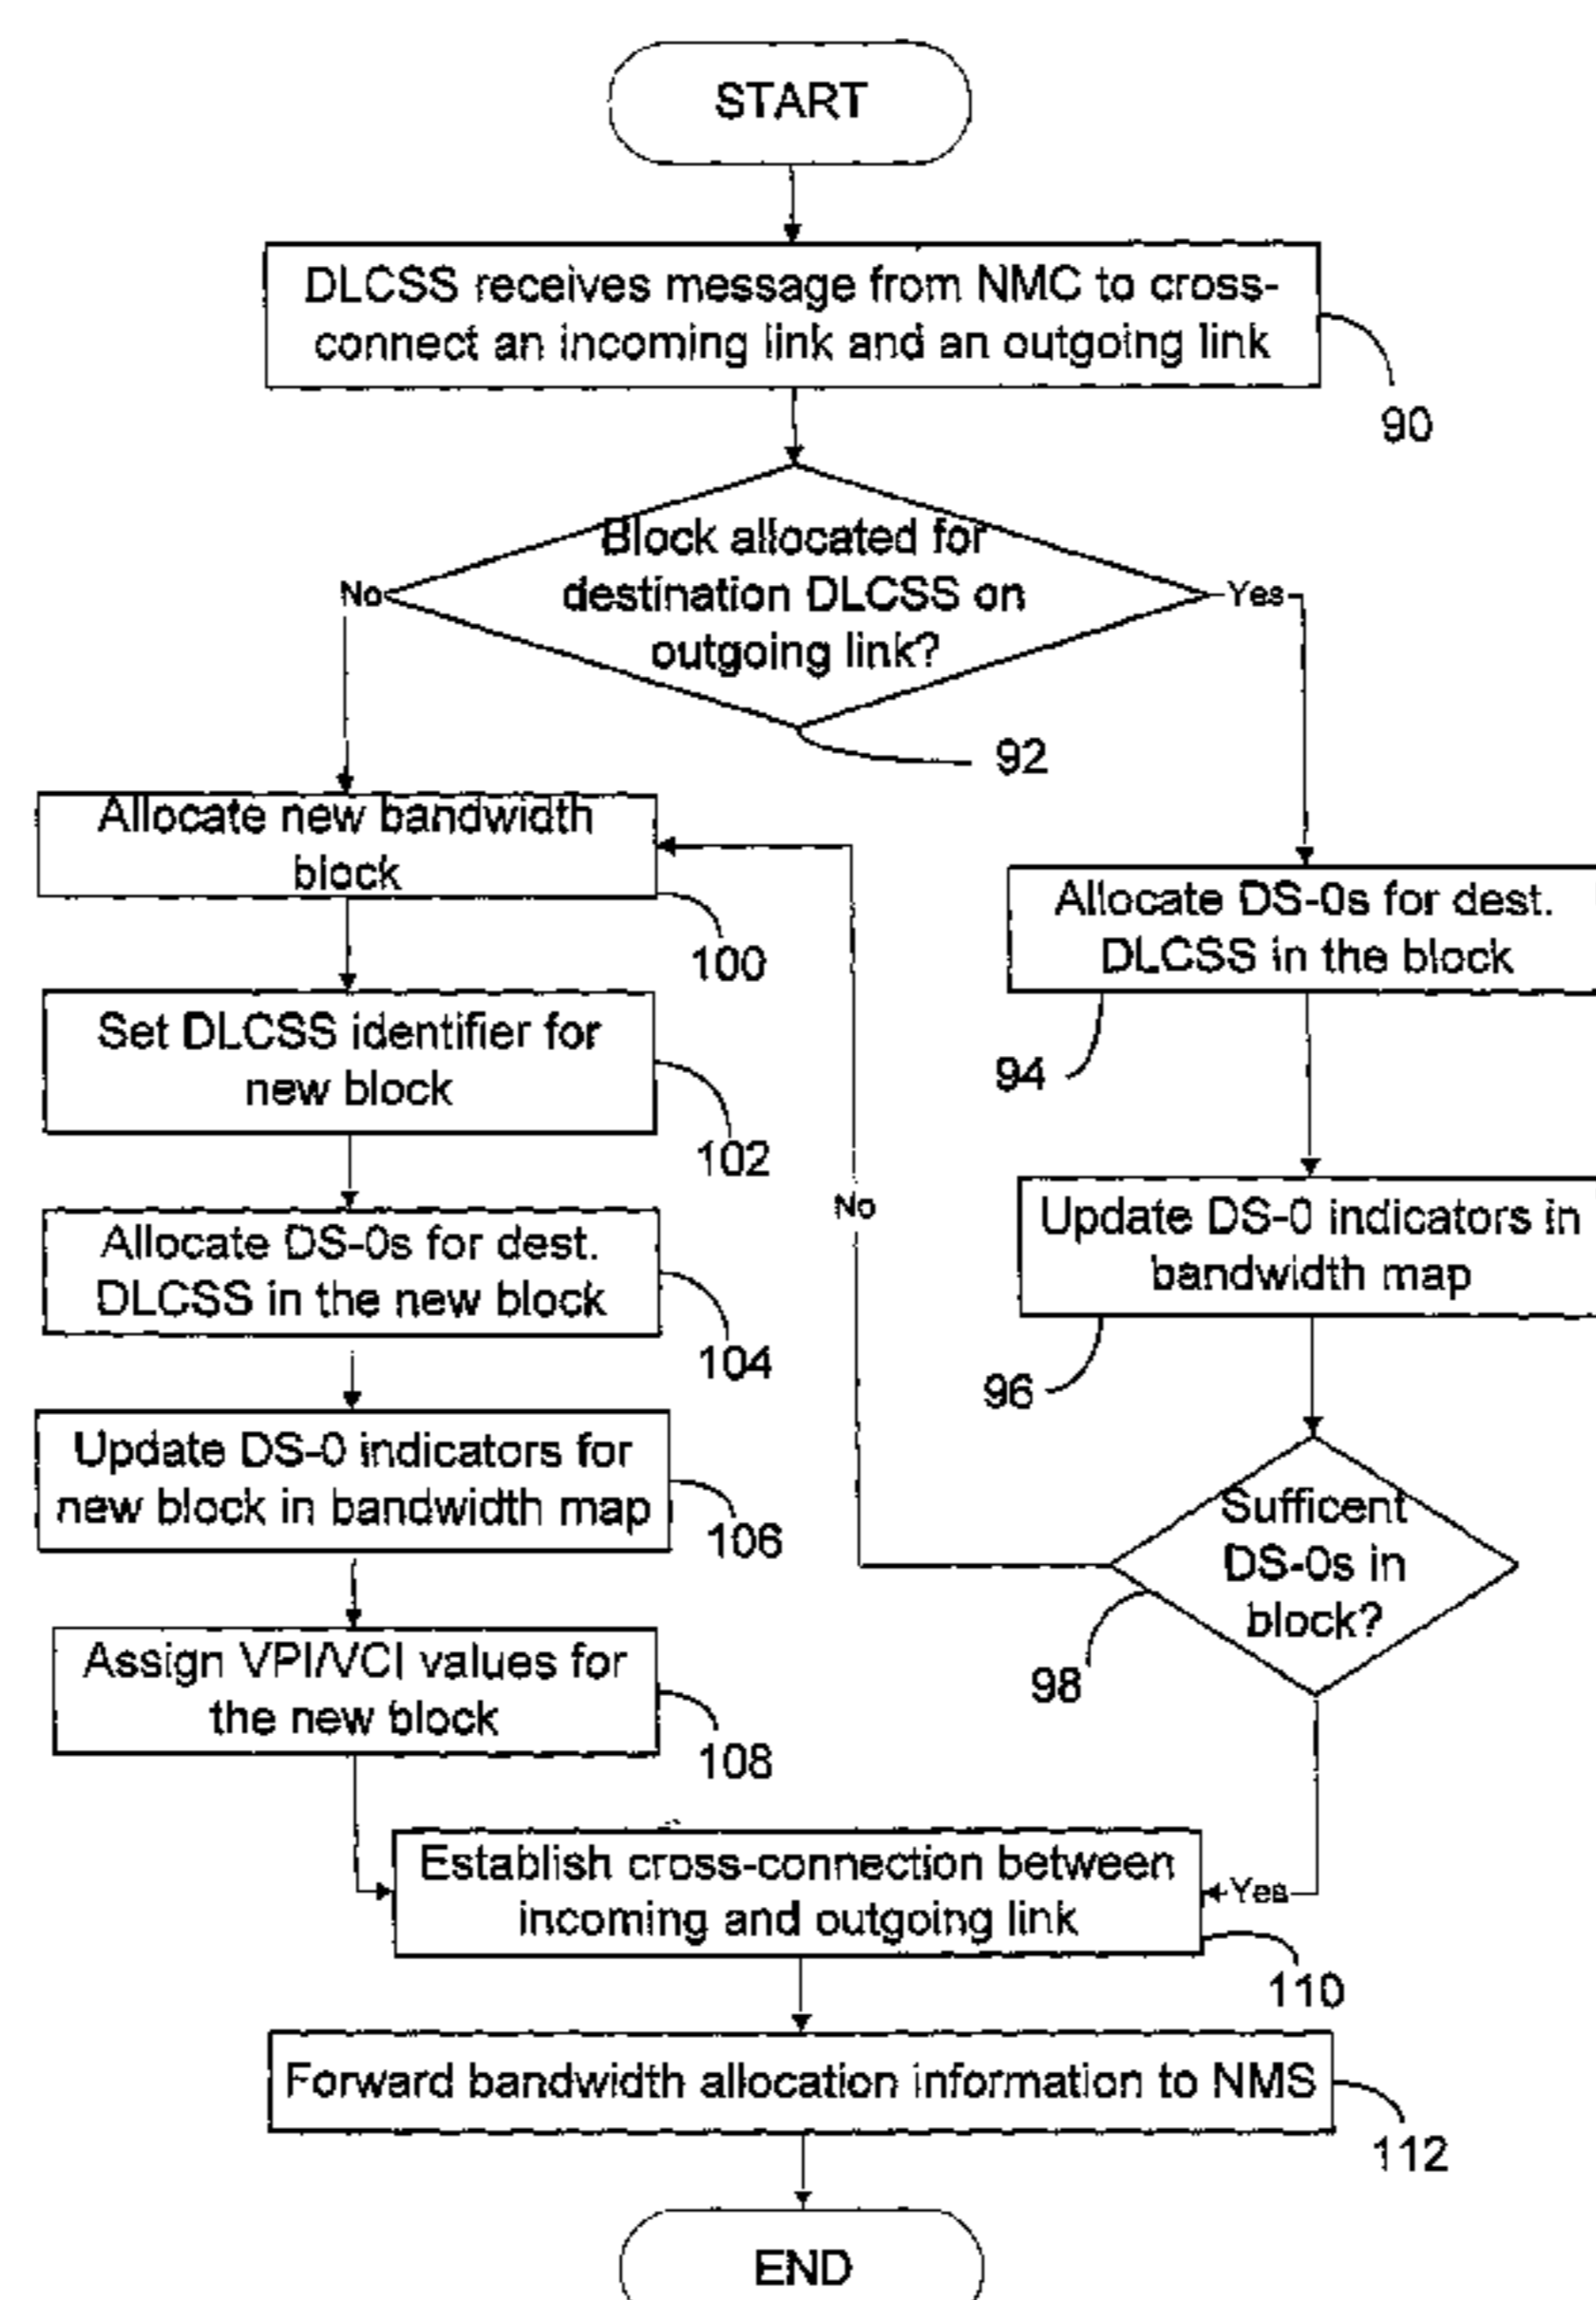 START
DLCSS receives message from NMC to cross-
connect an incoming link and an outgoing link
90
Block allocated for
destination DLCSS on
outgoing link?
No
Yes
92
Allocate new bandwidth
block
100
Allocate DS-0s for dest.
DLCSS in the block
94
Set DLCSS identifier for
new block
102
No
Update DS-0 indicators in
bandwidth map
96
Allocate DS-0s for dest.
DLCSS in the new block
104
Update DS-0 indicators for
new block in bandwidth map
106
Sufficent
DS-0s in
block?
98
Assign VPI/VCI values for
the new block
108
Establish cross-connection between
incoming and outgoing link
Yes
110
Forward bandwidth allocation information to NMS
112
END